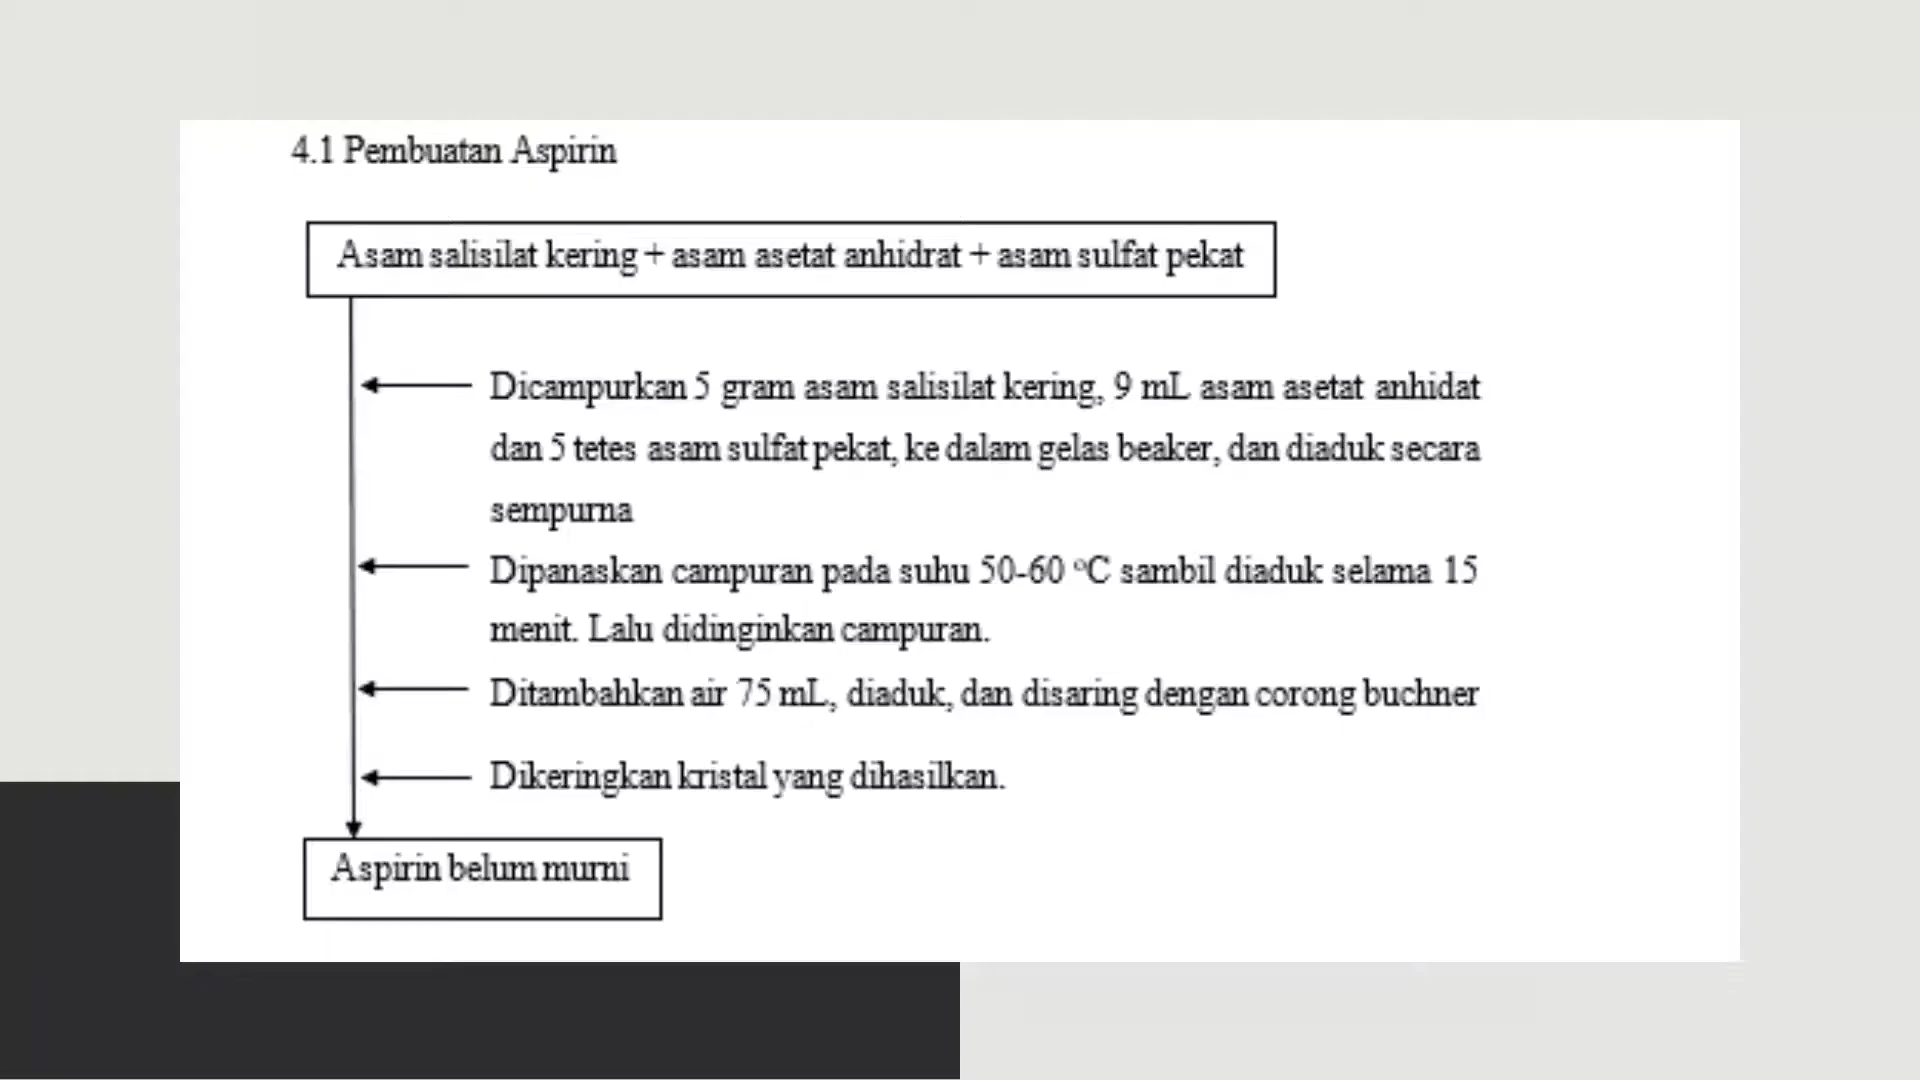 4.1 Pembuatan Aspirin
Asam salisilat kering + asam asetat anhidrat + asam sulfat pekat
Dicampurkan 5 gram asam salisilat kering, 9 mL asam asetat anhidat
dan 5 tetes asam sulfat pekat, ke dalam gelas beaker, dan diaduk secara
sempurna
Dipanaskan campuran pada suhu 50-60 °C sambil diaduk selama 15
menit. Lalu didinginkan campuran.
Ditambahkan air 75 mL, diaduk, dan disaring dengan corong buchner
Dikeringkan kristal yang dihasilkan.
Aspirin belum murni